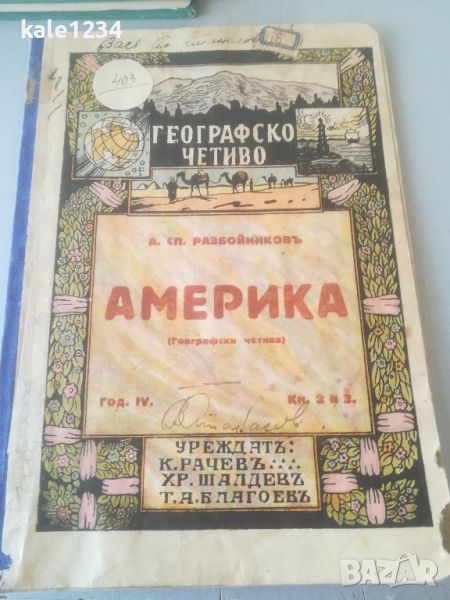 kale1234
403
ГЕОГРАФСКО
ЧЕТИВО
А. СП. РАЗБОЙНИКОВЪ
АМЕРИКА
(Географски четива)
Год. IV.
Кн. 2 и 3.
УРЕЖДАТЪ:
К. РАЧЕВЪ....
ХР. ШАЛДЕВЪ
Т. А. БЛАГОЕВЪ
BAZAR